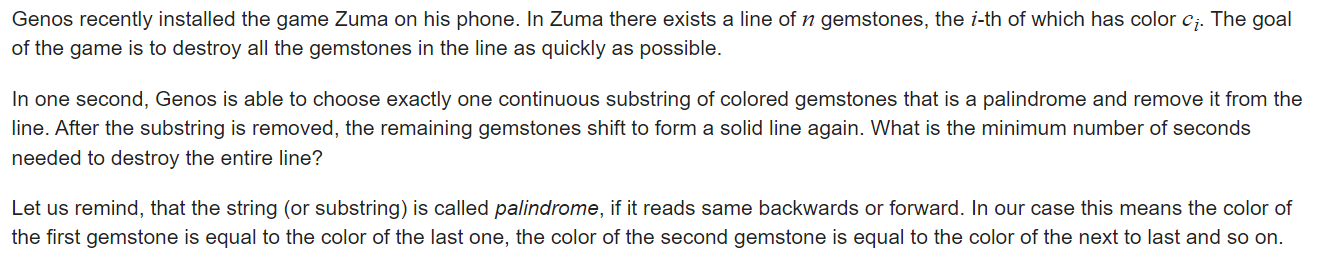 Genos recently installed the game Zuma on his phone. In Zuma there exists a line of n gemstones, the i-th of which has color cᵢ. The goal
of the game is to destroy all the gemstones in the line as quickly as possible.
In one second, Genos is able to choose exactly one continuous substring of colored gemstones that is a palindrome and remove it from the
line. After the substring is removed, the remaining gemstones shift to form a solid line again. What is the minimum number of seconds
needed to destroy the entire line?
Let us remind, that the string (or substring) is called palindrome, if it reads same backwards or forward. In our case this means the color of
the first gemstone is equal to the color of the last one, the color of the second gemstone is equal to the color of the next to last and so on.